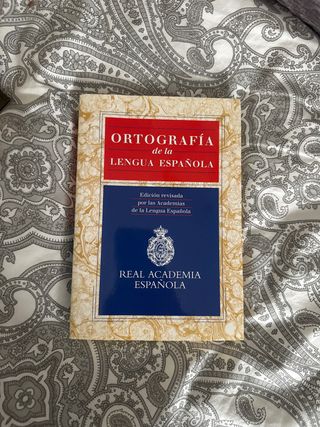 ORTOGRAFÍA
de la
LENGUA ESPAÑOLA
Edición revisada
por las Academias
de la Lengua Española
REAL ACADEMIA
ESPAÑOLA